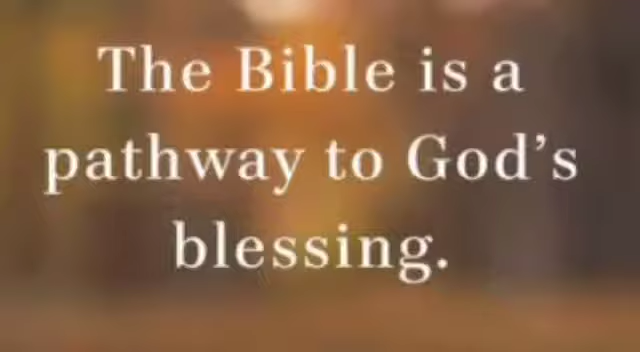 The Bible is a
pathway to God’s
blessing.